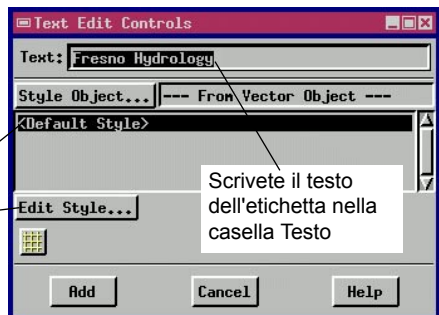 Text Edit Controls
Text: Fresno Hydrology
Style Object... --- From Vector Object ---
<Default Style>
Scrivete il testo
dell'etichetta nella
casella Testo
Edit Style...
Add Cancel Help